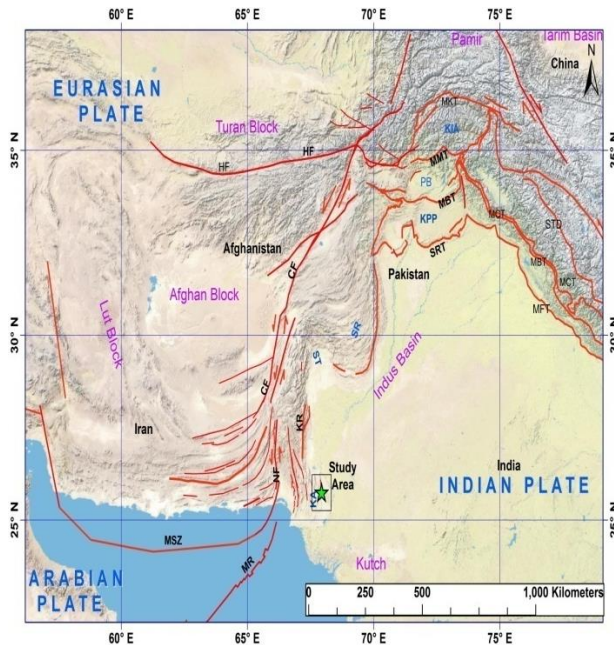 60° E 65° E 70° E 75° E
Pamir
Tarim Basin
China
N
EURASIAN
PLATE
Turan Block
MKT
KIA
35° N
35° N
HF
HF
MMT
PB
MBT
KPP
MCT
STD
SRT
Afghanistan
CF
Pakistan
MBT
MCT
MFT
Afghan Block
Lut Block
30° N
30° N
SR
ST
Indus Basin
CF
Iran
KR
NF
Study
Area
India
INDIAN PLATE
25° N
25° N
MSZ
MR
Kutch
ARABIAN
PLATE
0 250 500 1,000 Kilometers
60° E 65° E 70° E 75° E